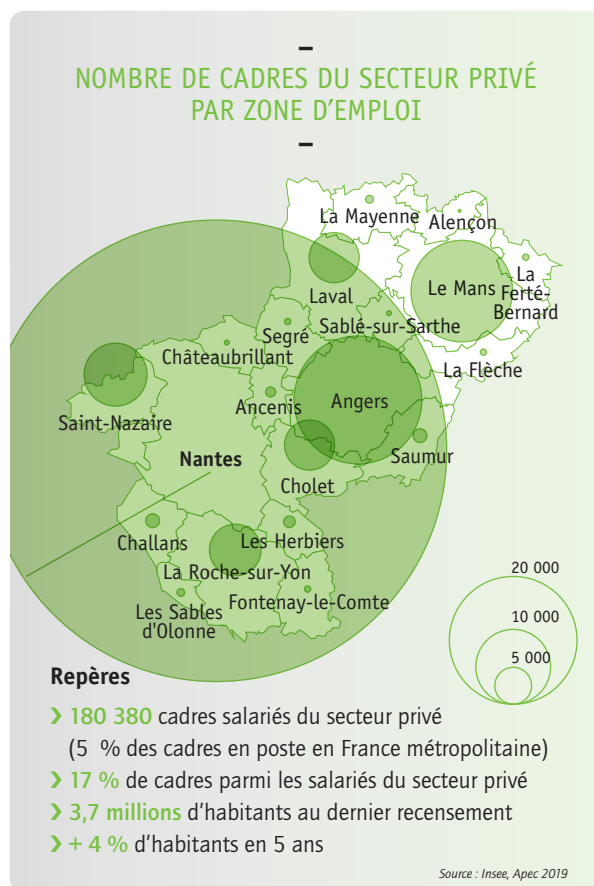 NOMBRE DE CADRES DU SECTEUR PRIVÉ
PAR ZONE D'EMPLOI
La Mayenne
Alençon
Laval
Le Mans
La
Ferté-
Bernard
Segré
Sablé-sur-Sarthe
Châteaubrillant
La Flèche
Ancenis
Angers
Saint-Nazaire
Nantes
Saumur
Cholet
Challans
Les Herbiers
La Roche-sur-Yon
Les Sables
d'Olonne
Fontenay-le-Comte
20 000
10 000
5 000
Repères
❯ 180 380 cadres salariés du secteur privé
(5 % des cadres en poste en France métropolitaine)
❯ 17 % de cadres parmi les salariés du secteur privé
❯ 3,7 millions d'habitants au dernier recensement
❯ + 4 % d'habitants en 5 ans
Source : Insee, Apec 2019